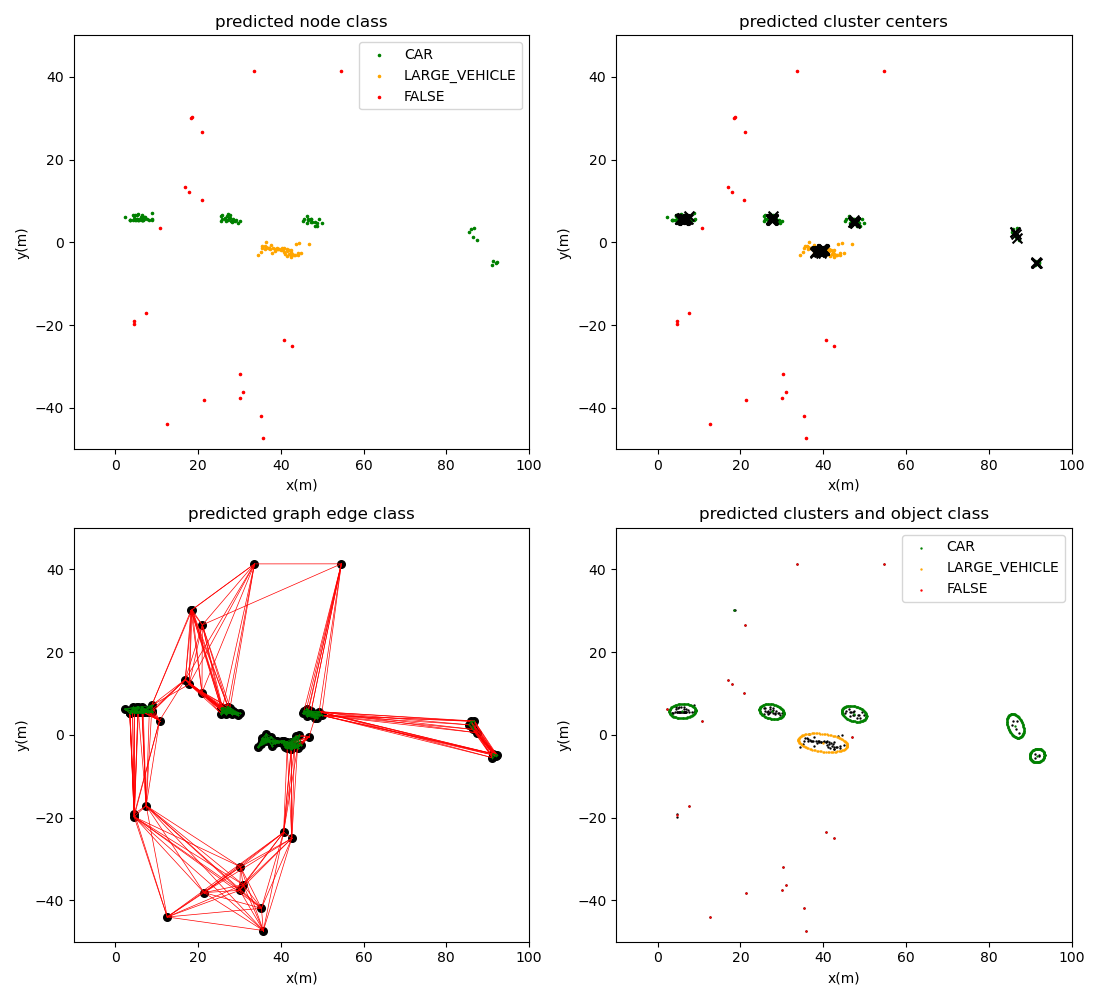 predicted node class
CAR
LARGE_VEHICLE
FALSE
40
20
0
−20
−40
y(m)
0 20 40 60 80 100
x(m)
predicted cluster centers
40
20
0
−20
−40
y(m)
0 20 40 60 80 100
x(m)
predicted graph edge class
40
20
0
−20
−40
y(m)
0 20 40 60 80 100
x(m)
predicted clusters and object class
CAR
LARGE_VEHICLE
FALSE
40
20
0
−20
−40
y(m)
0 20 40 60 80 100
x(m)